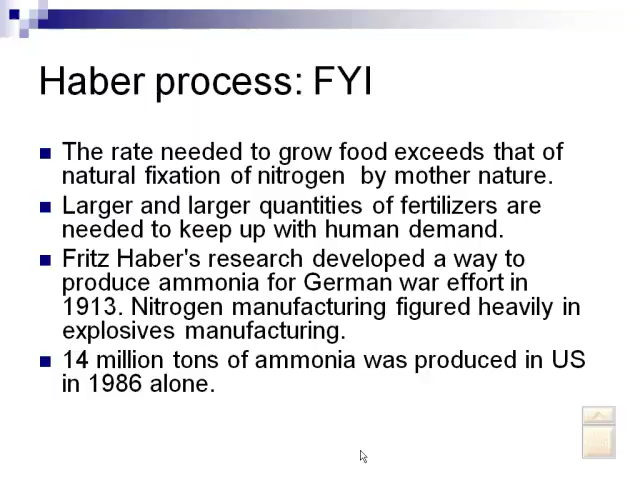 Haber process: FYI
The rate needed to grow food exceeds that of
natural fixation of nitrogen by mother nature.
Larger and larger quantities of fertilizers are
needed to keep up with human demand.
Fritz Haber's research developed a way to
produce ammonia for German war effort in
1913. Nitrogen manufacturing figured heavily in
explosives manufacturing.
14 million tons of ammonia was produced in US
in 1986 alone.